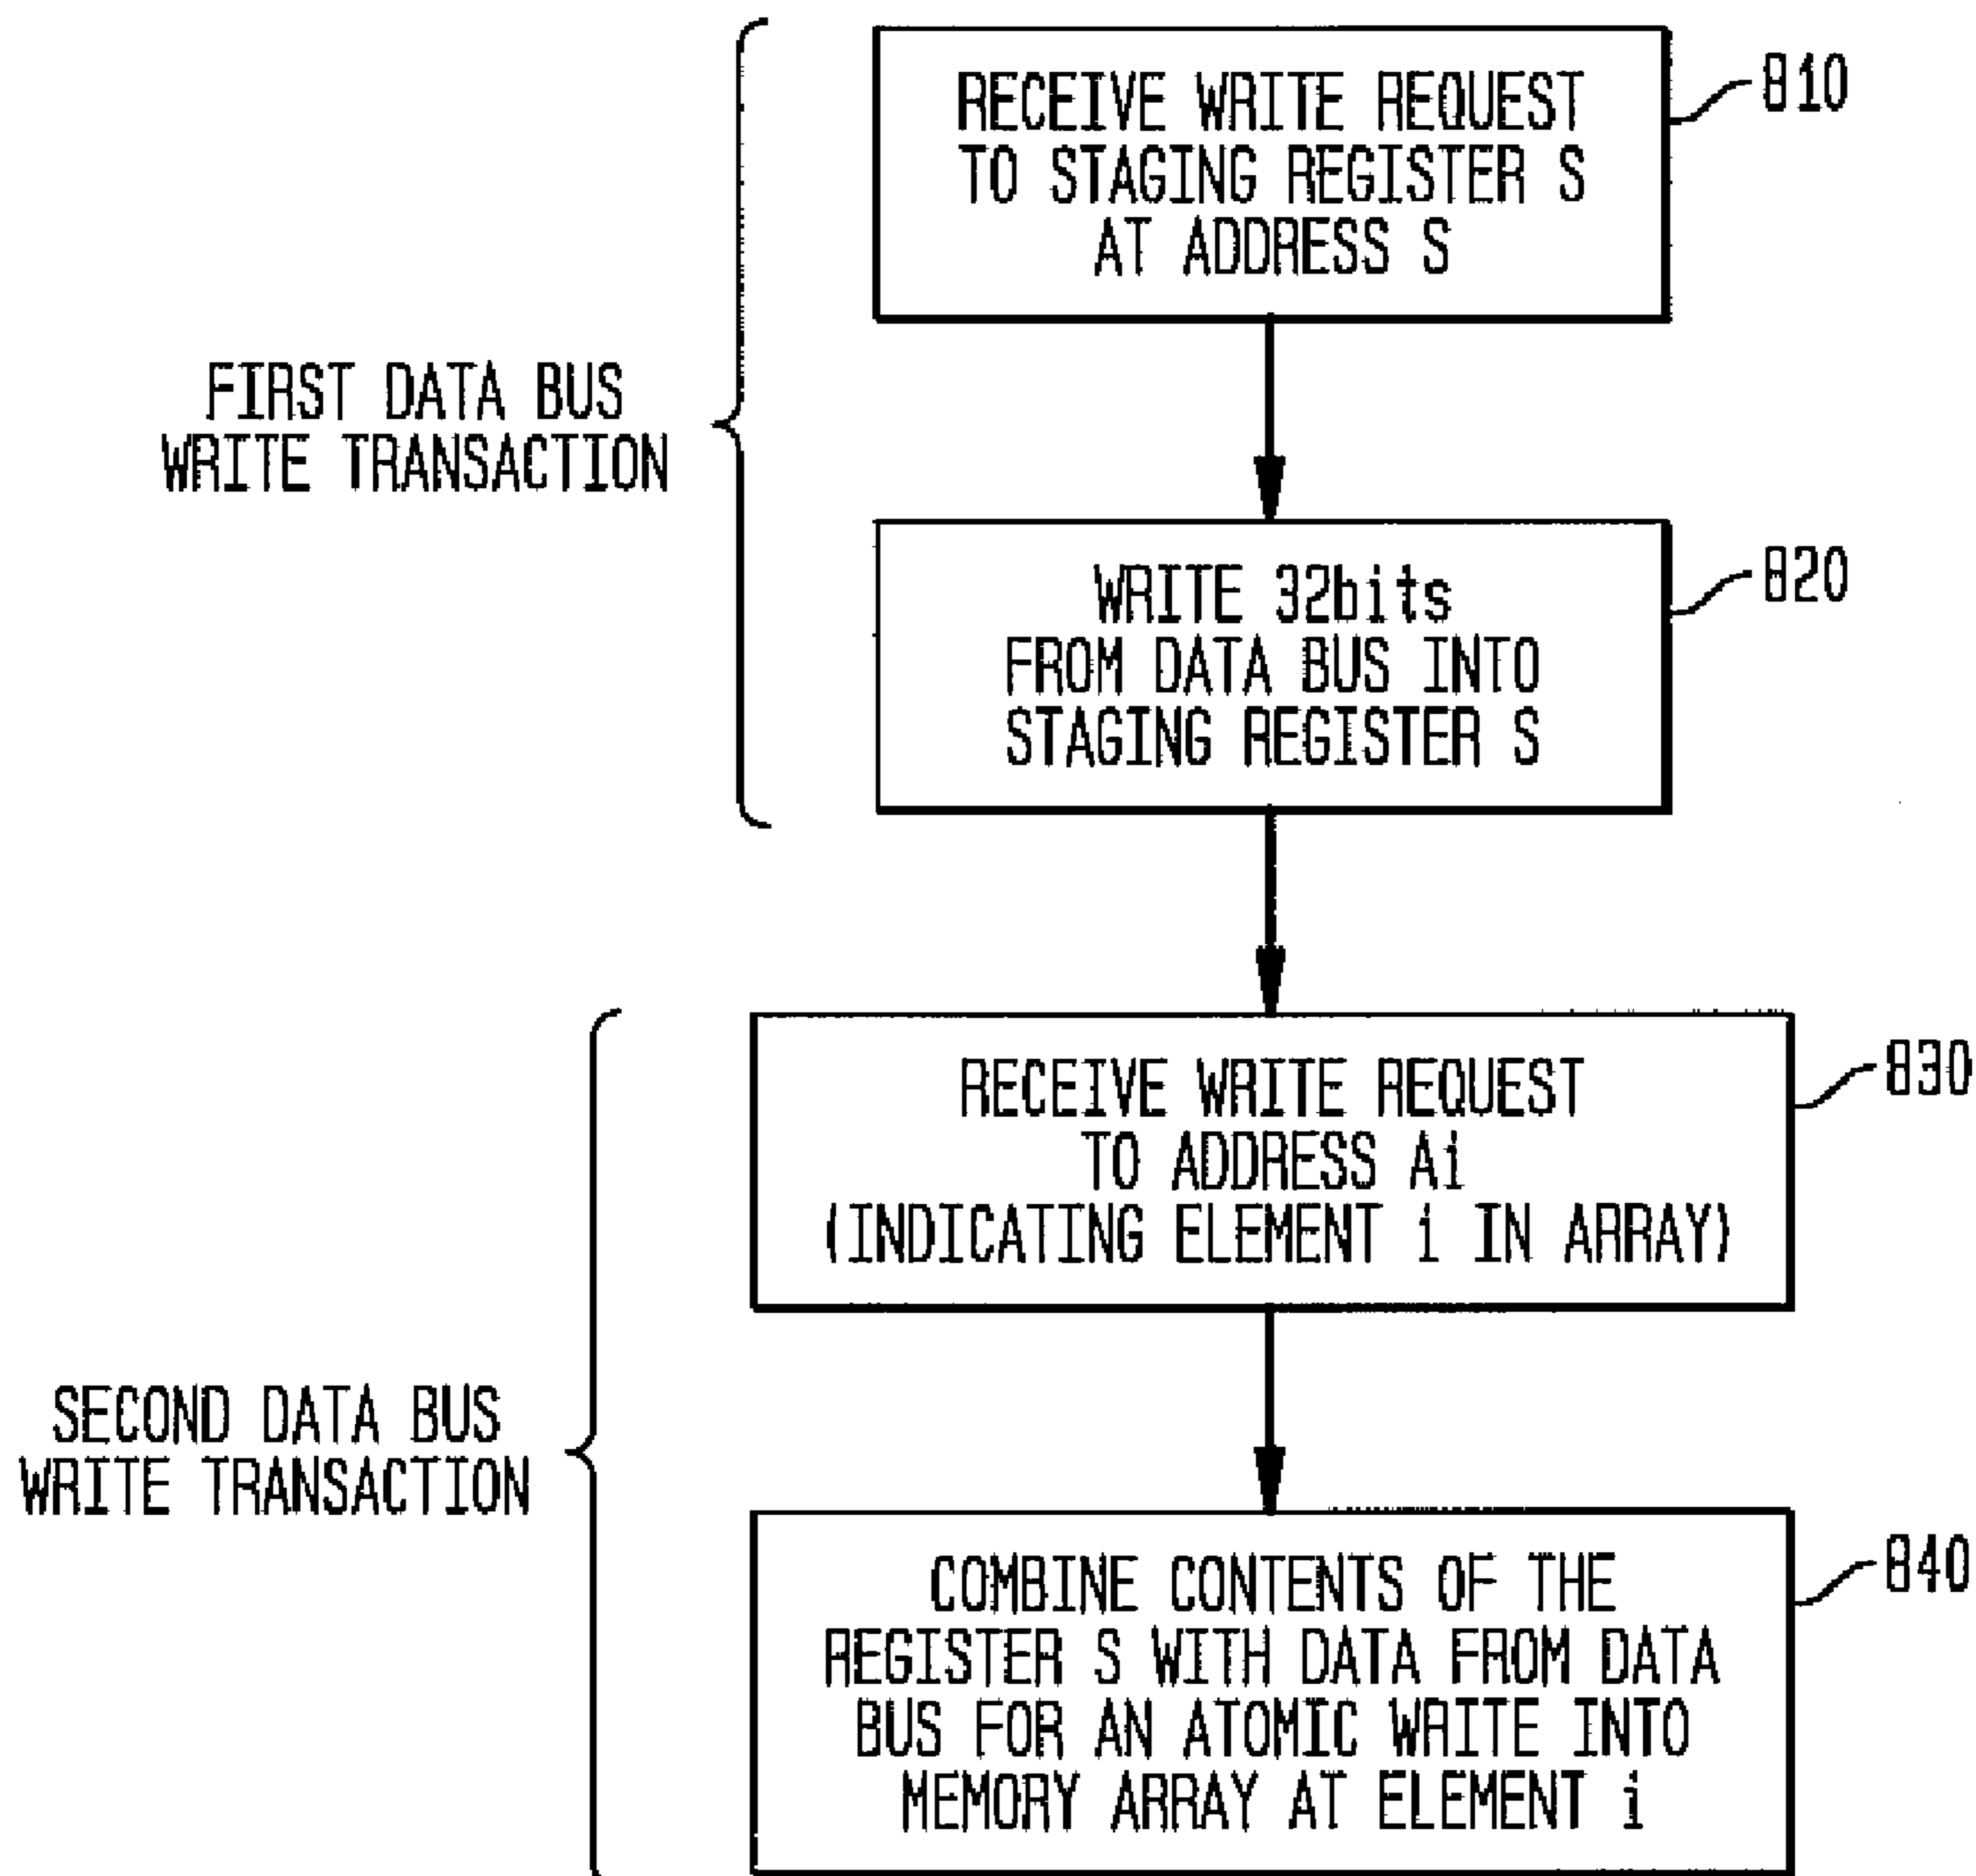 RECEIVE WRITE REQUEST
TO STAGING REGISTER S
AT ADDRESS S
810
FIRST DATA BUS
WRITE TRANSACTION
WRITE 32bits
FROM DATA BUS INTO
STAGING REGISTER S
820
RECEIVE WRITE REQUEST
TO ADDRESS Ai
(INDICATING ELEMENT i IN ARRAY)
830
SECOND DATA BUS
WRITE TRANSACTION
COMBINE CONTENTS OF THE
REGISTER S WITH DATA FROM DATA
BUS FOR AN ATOMIC WRITE INTO
MEMORY ARRAY AT ELEMENT i
840